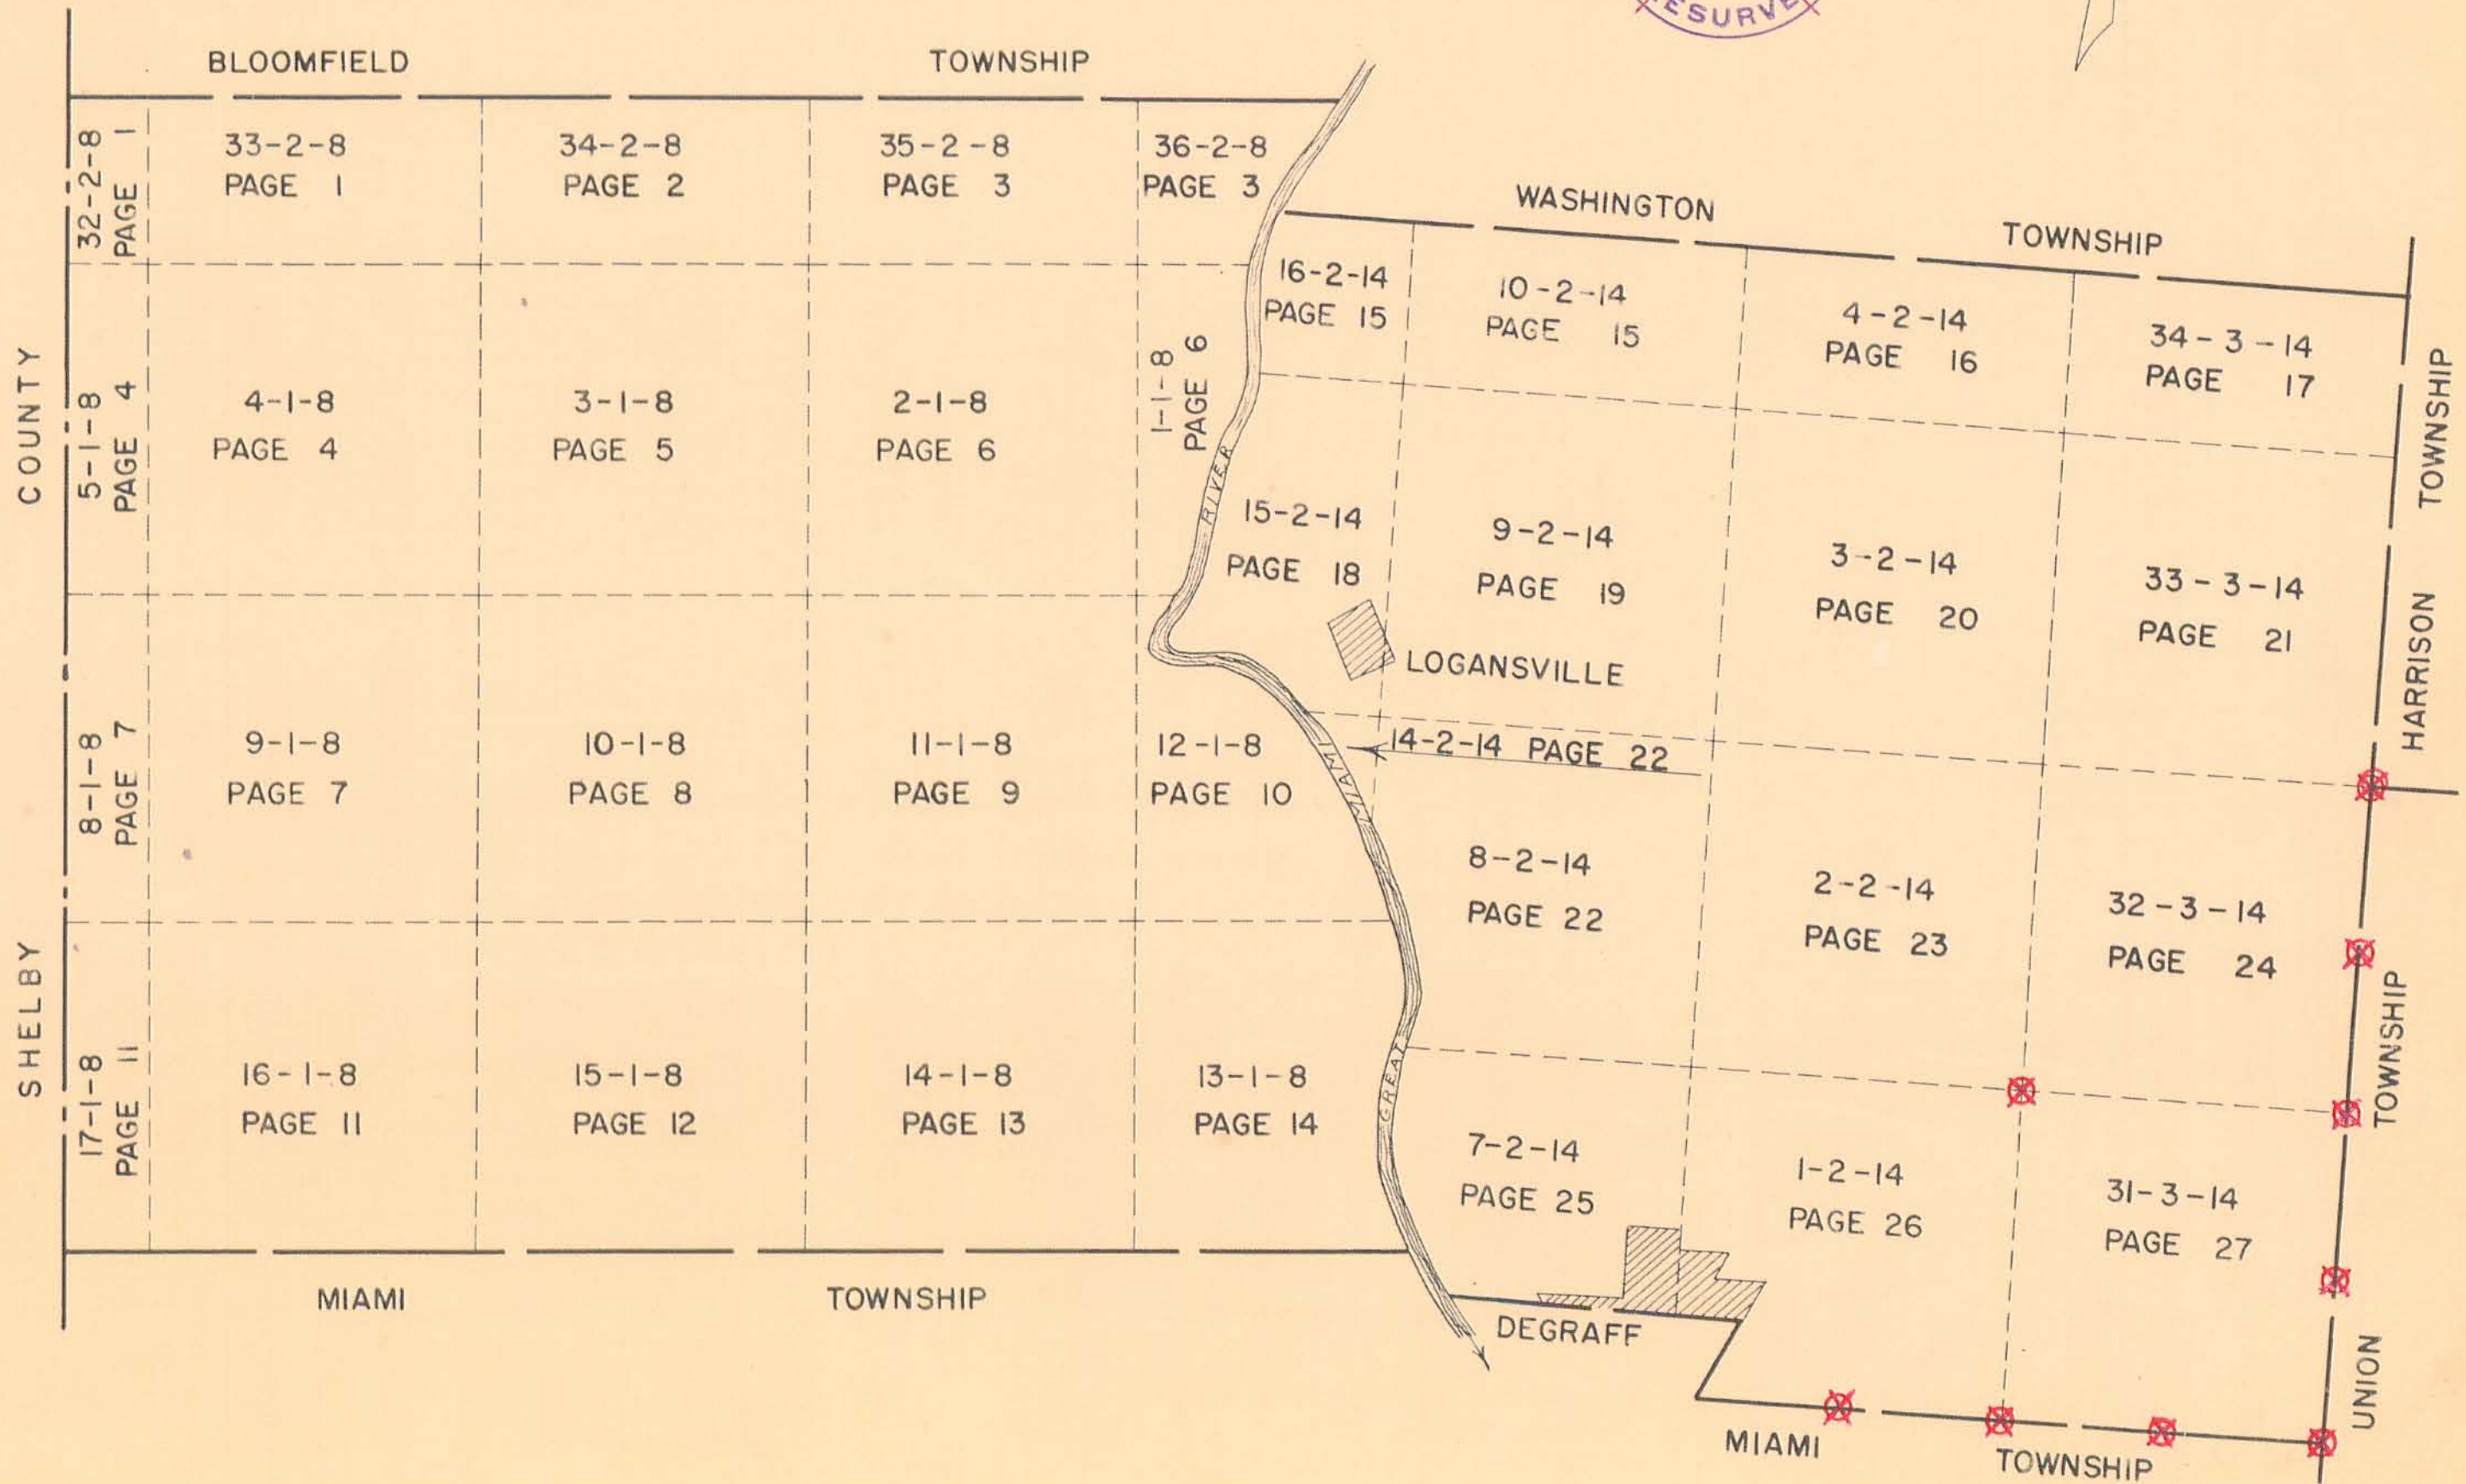 BLOOMFIELD TOWNSHIP
32-2-8
PAGE 1
33-2-8
PAGE 1
34-2-8
PAGE 2
35-2-8
PAGE 3
36-2-8
PAGE 3
WASHINGTON TOWNSHIP
16-2-14
PAGE 15
10-2-14
PAGE 15
4-2-14
PAGE 16
34-3-14
PAGE 17
SHELBY COUNTY
5-1-8
PAGE 4
4-1-8
PAGE 4
3-1-8
PAGE 5
2-1-8
PAGE 6
1-1-8
PAGE 6
15-2-14
PAGE 18
9-2-14
PAGE 19
3-2-14
PAGE 20
33-3-14
PAGE 21
HARRISON TOWNSHIP
LOGANSVILLE
8-1-8
PAGE 7
9-1-8
PAGE 7
10-1-8
PAGE 8
11-1-8
PAGE 9
12-1-8
PAGE 10
14-2-14 PAGE 22
8-2-14
PAGE 22
2-2-14
PAGE 23
32-3-14
PAGE 24
GREAT MIAMI RIVER
17-1-8
PAGE 11
16-1-8
PAGE 11
15-1-8
PAGE 12
14-1-8
PAGE 13
13-1-8
PAGE 14
7-2-14
PAGE 25
1-2-14
PAGE 26
31-3-14
PAGE 27
UNION TOWNSHIP
MIAMI TOWNSHIP
DEGRAFF
MIAMI TOWNSHIP